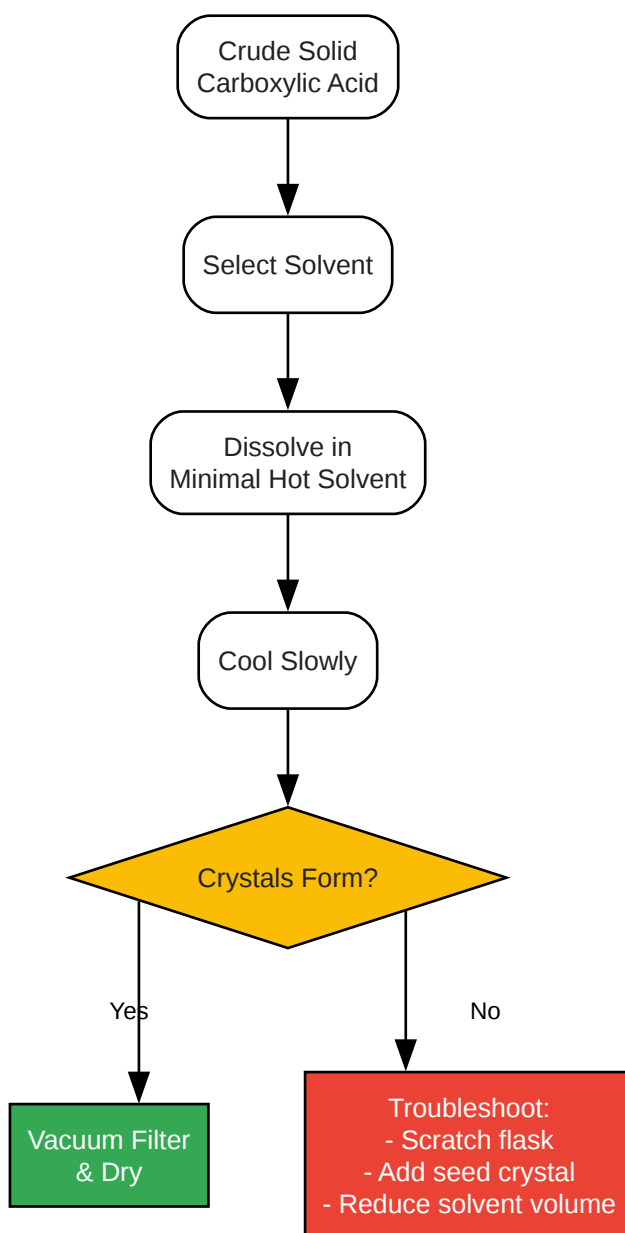 Crude Solid
Carboxylic Acid
Select Solvent
Dissolve in
Minimal Hot Solvent
Cool Slowly
Crystals Form?
Yes
No
Vacuum Filter
& Dry
Troubleshoot:
- Scratch flask
- Add seed crystal
- Reduce solvent volume